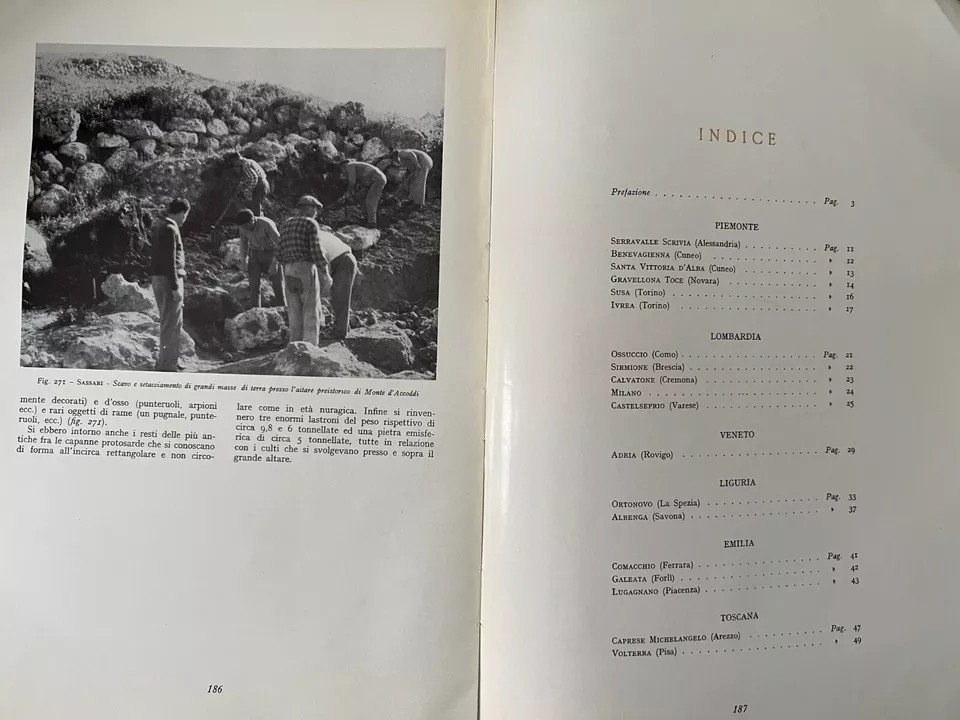 Fig. 271 – SASSARI - Scavo e setacciamento di grandi masse di terra presso l'altare preistorico di Monte d'Accoddi
mente decorati) e d'osso (punteruoli, arpioni
ecc.) e rari oggetti di rame (un pugnale, punte-
ruoli, ecc.) (fig. 271).
Si ebbero intorno anche i resti delle più an-
tiche fra le capanne protosarde che si conoscano
di forma all'incirca rettangolare e non circo-
lare come in età nuragica. Infine si rinven-
nero tre enormi lastroni del peso rispettivo di
circa 9,8 e 6 tonnellate ed una pietra emisfe-
rica di circa 5 tonnellate, tutte in relazione
con i culti che si svolgevano presso e sopra il
grande altare.
186
INDICE
Prefazione . . . . . . . . . . . . . . . . . . . . . Pag. 3
PIEMONTE
SERRAVALLE SCRIVIA (Alessandria) . . . . . . . . . . Pag. 11
BENEVAGIENNA (Cuneo) . . . . . . . . . . . . . » 12
SANTA VITTORIA D'ALBA (Cuneo) . . . . . . . . . . » 13
GRAVELLONA TOCE (Novara) . . . . . . . . . . . » 14
SUSA (Torino) . . . . . . . . . . . . . . . . . » 16
IVREA (Torino) . . . . . . . . . . . . . . . . . » 17
LOMBARDIA
OSSUCCIO (Como) . . . . . . . . . . . . . . . . Pag. 21
SIRMIONE (Brescia) . . . . . . . . . . . . . . . » 22
CALVATONE (Cremona) . . . . . . . . . . . . . . » 23
MILANO . . . . . . . . . . . . . . . . . . . » 24
CASTELSEPRIO (Varese) . . . . . . . . . . . . . . » 25
VENETO
ADRIA (Rovigo) . . . . . . . . . . . . . . . . Pag. 29
LIGURIA
ORTONOVO (La Spezia) . . . . . . . . . . . . . . Pag. 33
ALBENGA (Savona) . . . . . . . . . . . . . . . » 37
EMILIA
COMACCHIO (Ferrara) . . . . . . . . . . . . . . Pag. 41
GALEATA (Forlì) . . . . . . . . . . . . . . . . » 42
LUGAGNANO (Piacenza) . . . . . . . . . . . . . . » 43
TOSCANA
CAPRESE MICHELANGELO (Arezzo) . . . . . . . . . . Pag. 47
VOLTERRA (Pisa) . . . . . . . . . . . . . . . . » 49
187